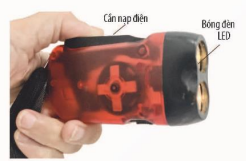 Cần nạp điện
Bóng đèn
LED